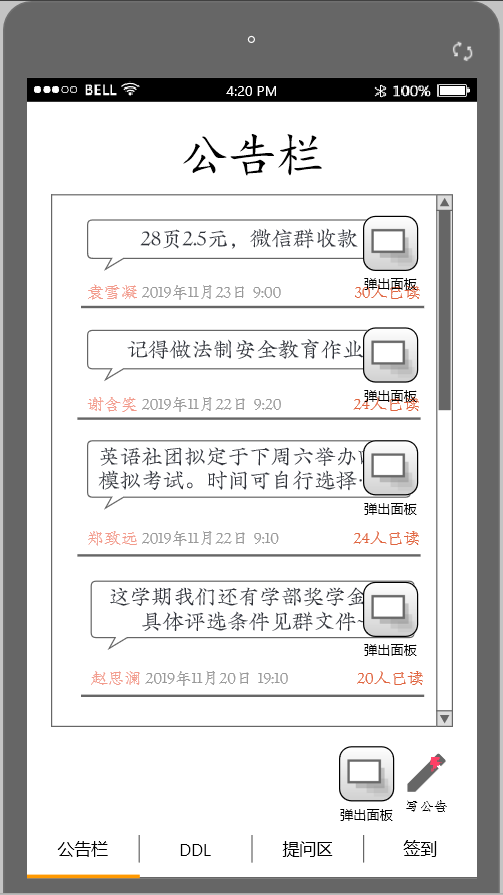 BELL 4:20 PM 100%
公告栏
28页2.5元，微信群收款
弹出面板
袁雪凝 2019年11月23日 9:00 30人已读
记得做法制安全教育作业
弹出面板
谢含笑 2019年11月22日 9:20 24人已读
英语社团拟定于下周六举办
模拟考试。时间可自行选择
弹出面板
郑致远 2019年11月22日 9:10 24人已读
这学期我们还有学部奖学金
具体评选条件见群文件~
弹出面板
赵思澜 2019年11月20日 19:10 20人已读
弹出面板 写公告
公告栏 DDL 提问区 签到